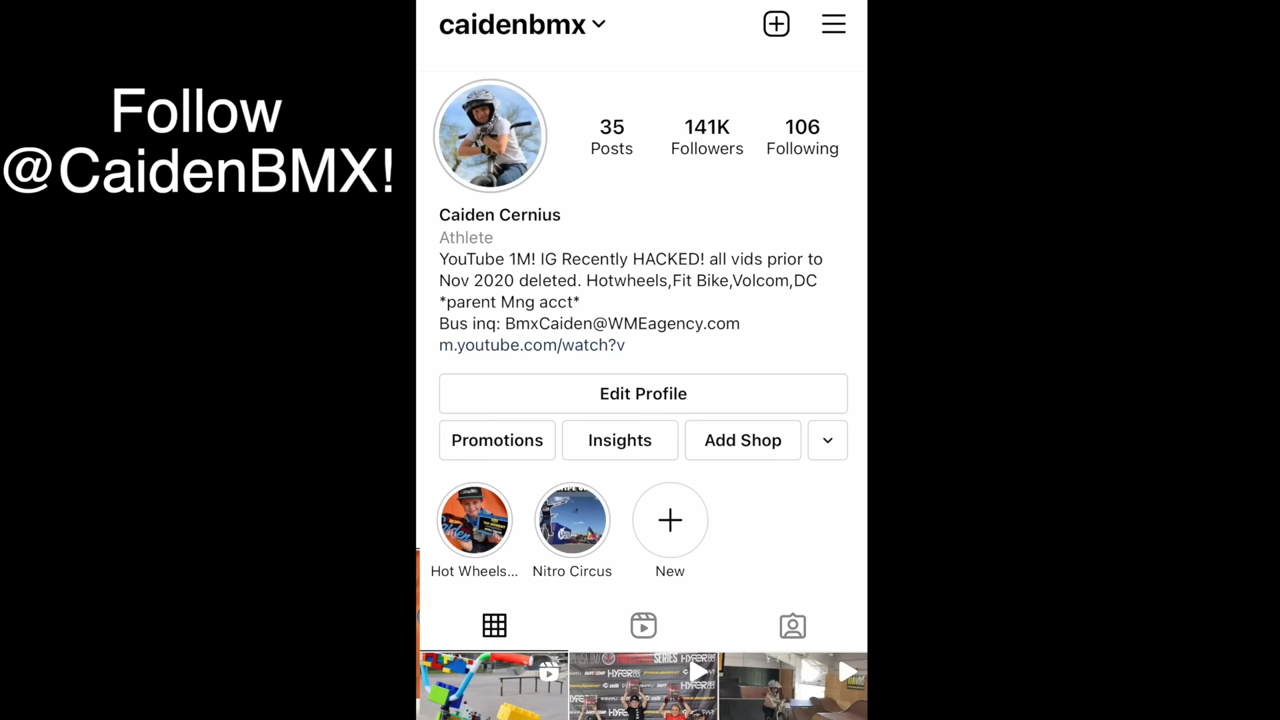 Follow
@CaidenBMX!
caidenbmx
35
Posts
141K
Followers
106
Following
Caiden Cernius
Athlete
YouTube 1M! IG Recently HACKED! all vids prior to
Nov 2020 deleted. Hotwheels,Fit Bike,Volcom,DC
*parent Mng acct*
Bus inq: BmxCaiden@WMEagency.com
m.youtube.com/watch?v
Edit Profile
Promotions
Insights
Add Shop
Hot Wheels...
Nitro Circus
New
SERIES
HYPER